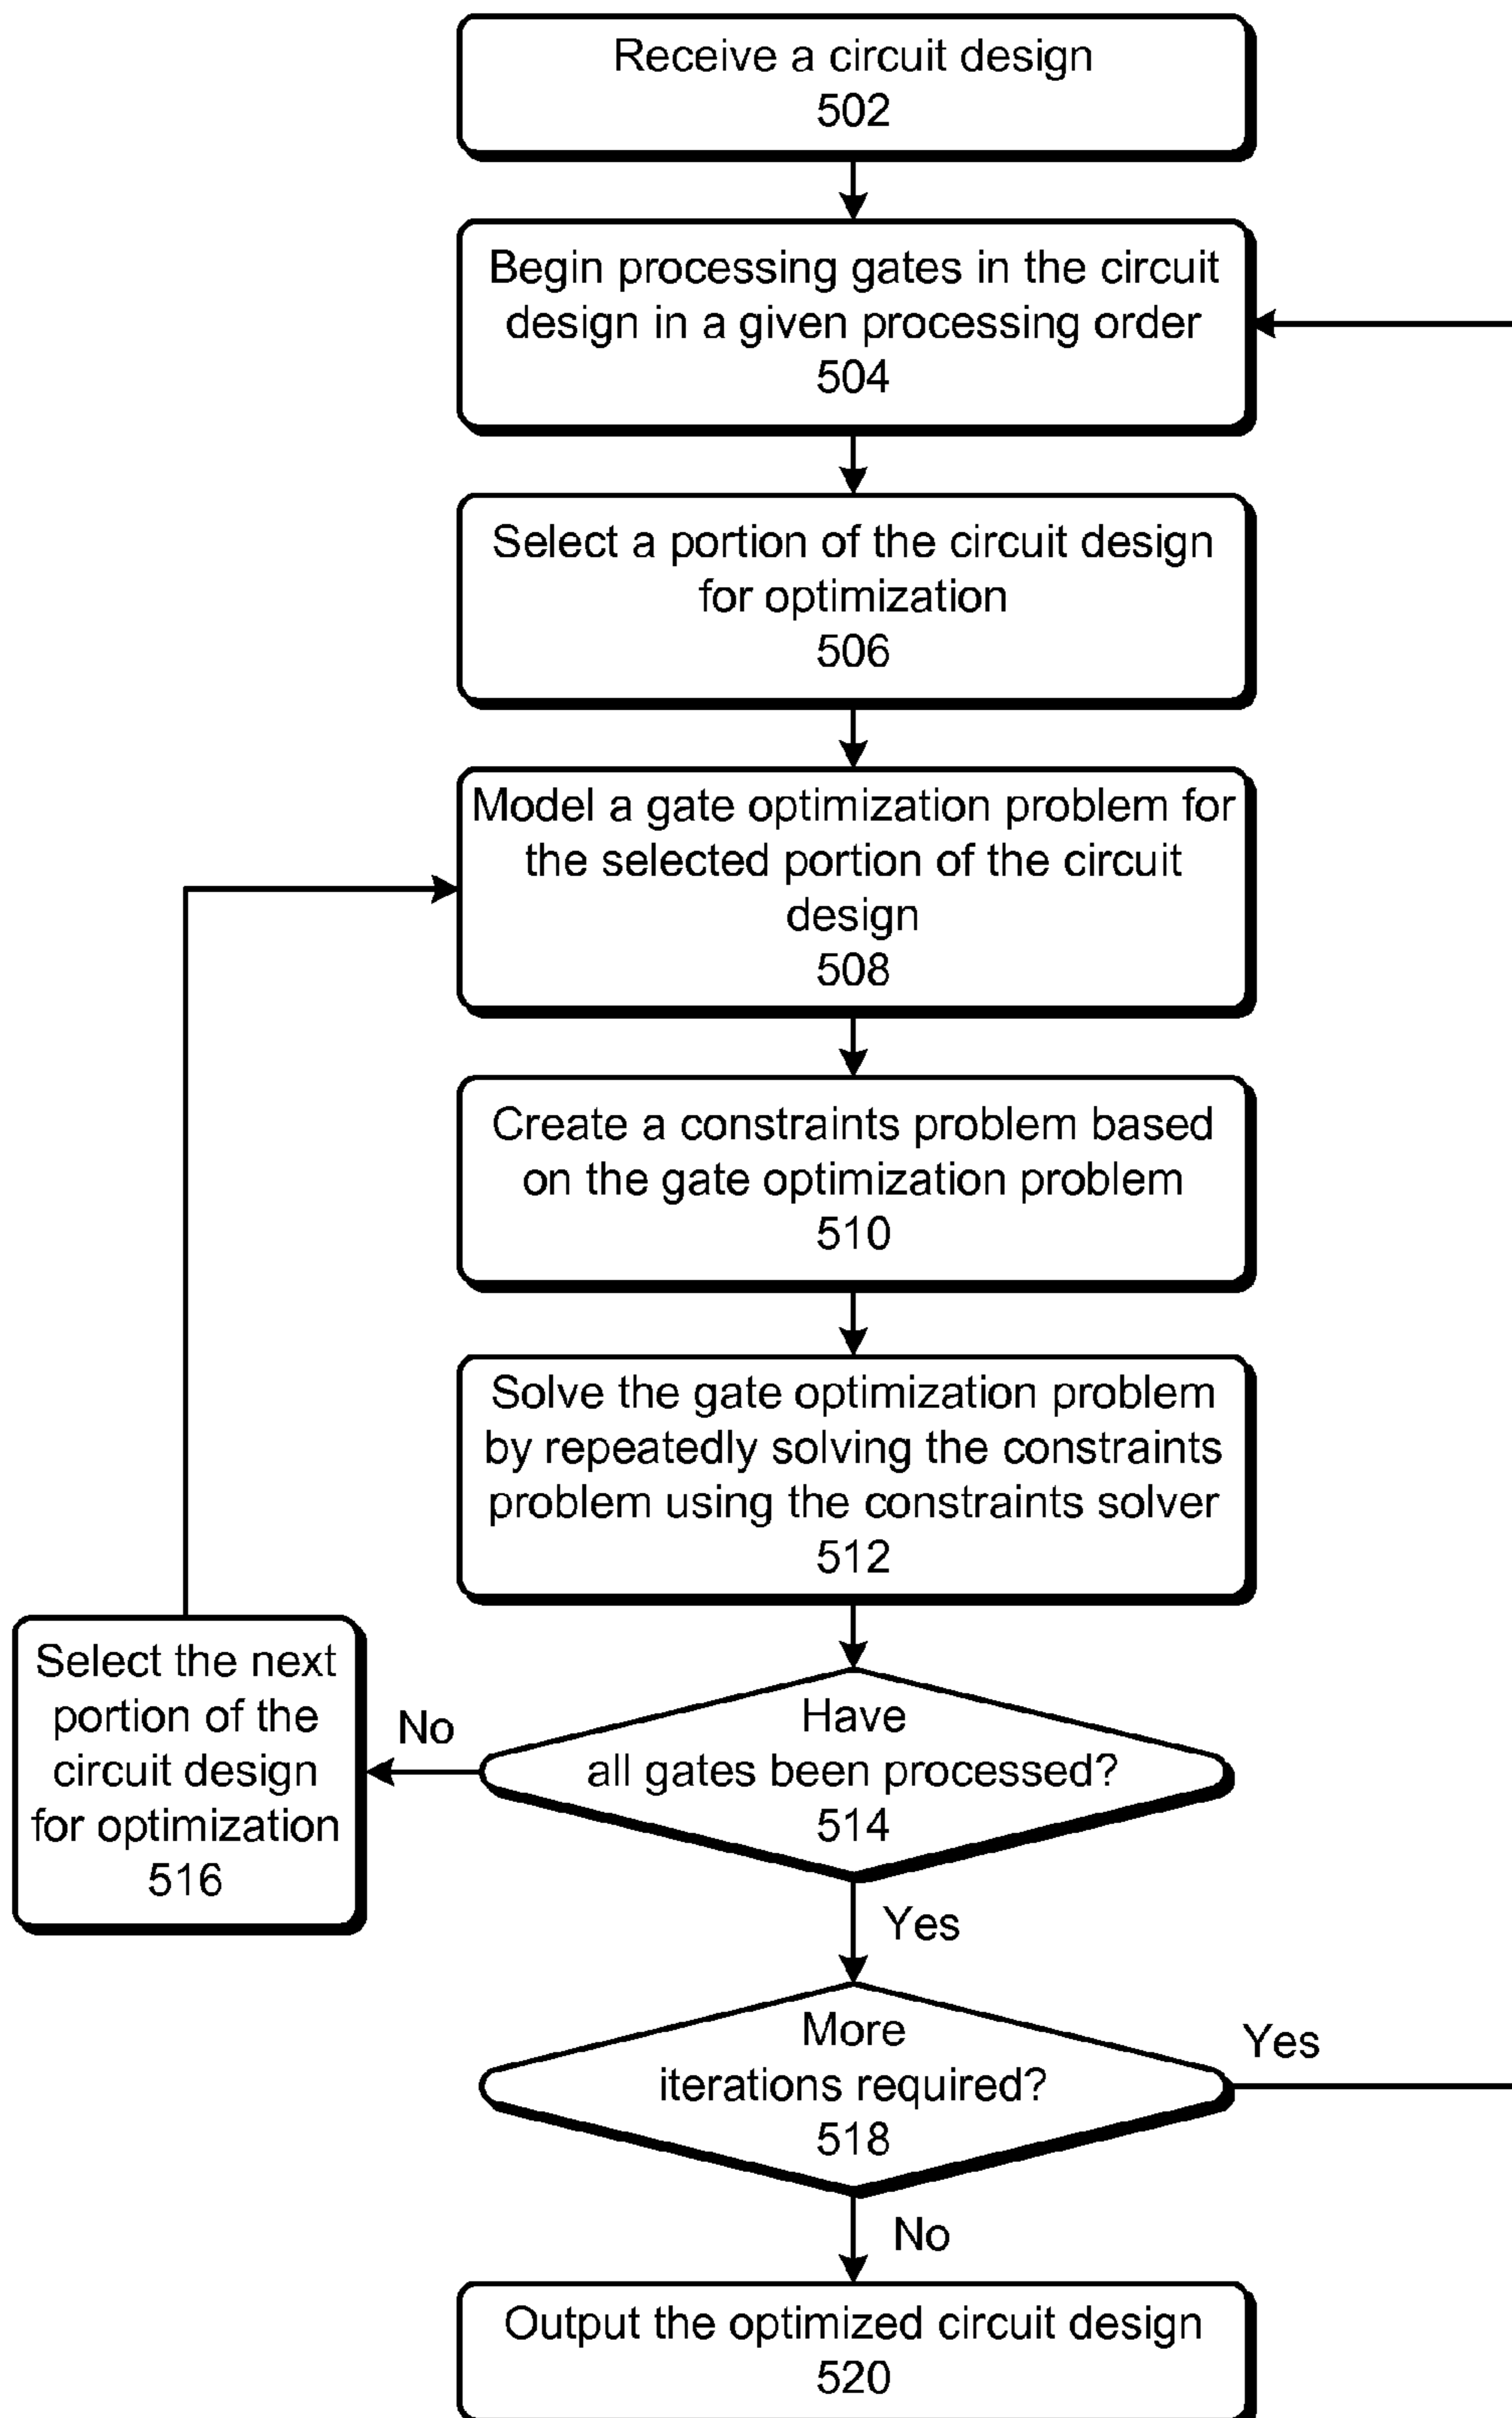 Receive a circuit design
502
Begin processing gates in the circuit
design in a given processing order
504
Select a portion of the circuit design
for optimization
506
Model a gate optimization problem for
the selected portion of the circuit
design
508
Create a constraints problem based
on the gate optimization problem
510
Solve the gate optimization problem
by repeatedly solving the constraints
problem using the constraints solver
512
Have
all gates been processed?
514
No
Select the next
portion of the
circuit design
for optimization
516
Yes
More
iterations required?
518
Yes
No
Output the optimized circuit design
520